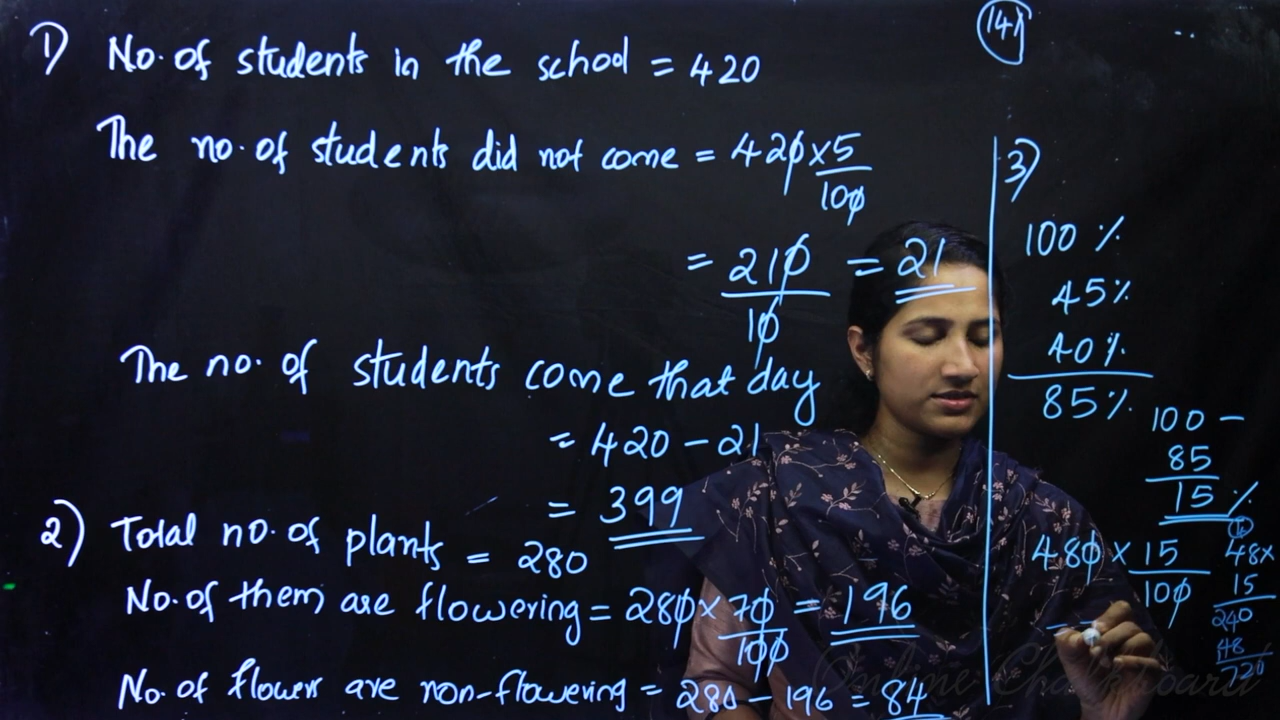 1) No. of students in the school = 420
The no. of students did not come = 420 × 5
100
= 210 = 21
10
The no. of students come that day
= 420 - 21
= 399
2) Total no. of plants = 280
No. of them are flowering = 280 × 70 = 196
100
No. of flowers are non-flowering = 280 - 196 = 84
14)
3)
100 %
45%
40%
85%
100 -
85
15 %
480 × 15
100
48×
15
240
48
720
Online Chalkboard